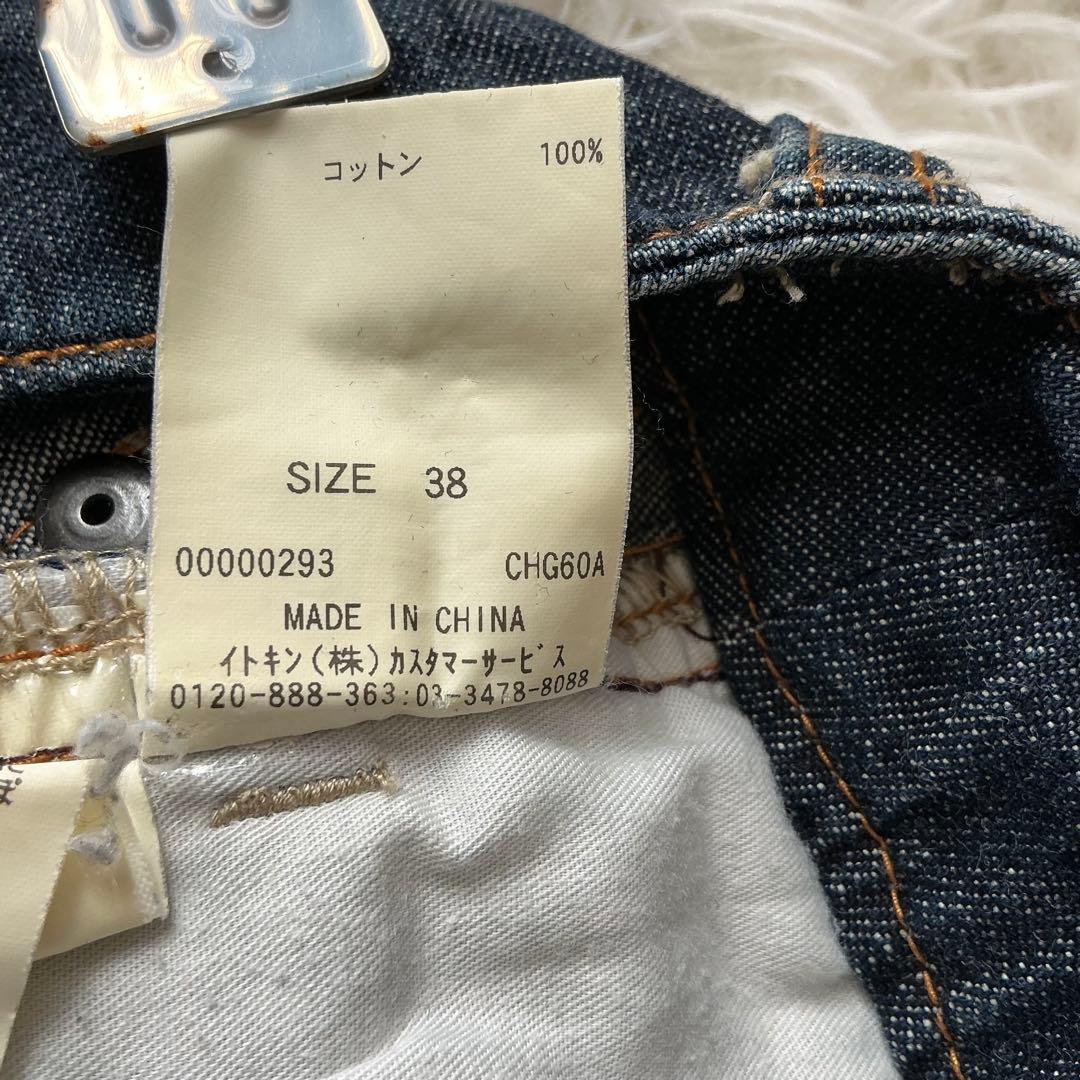 コットン 100%
SIZE 38
00000293 CHG60A
MADE IN CHINA
イトキン(株)カスタマーサービス
0120-888-363:03-3478-8088